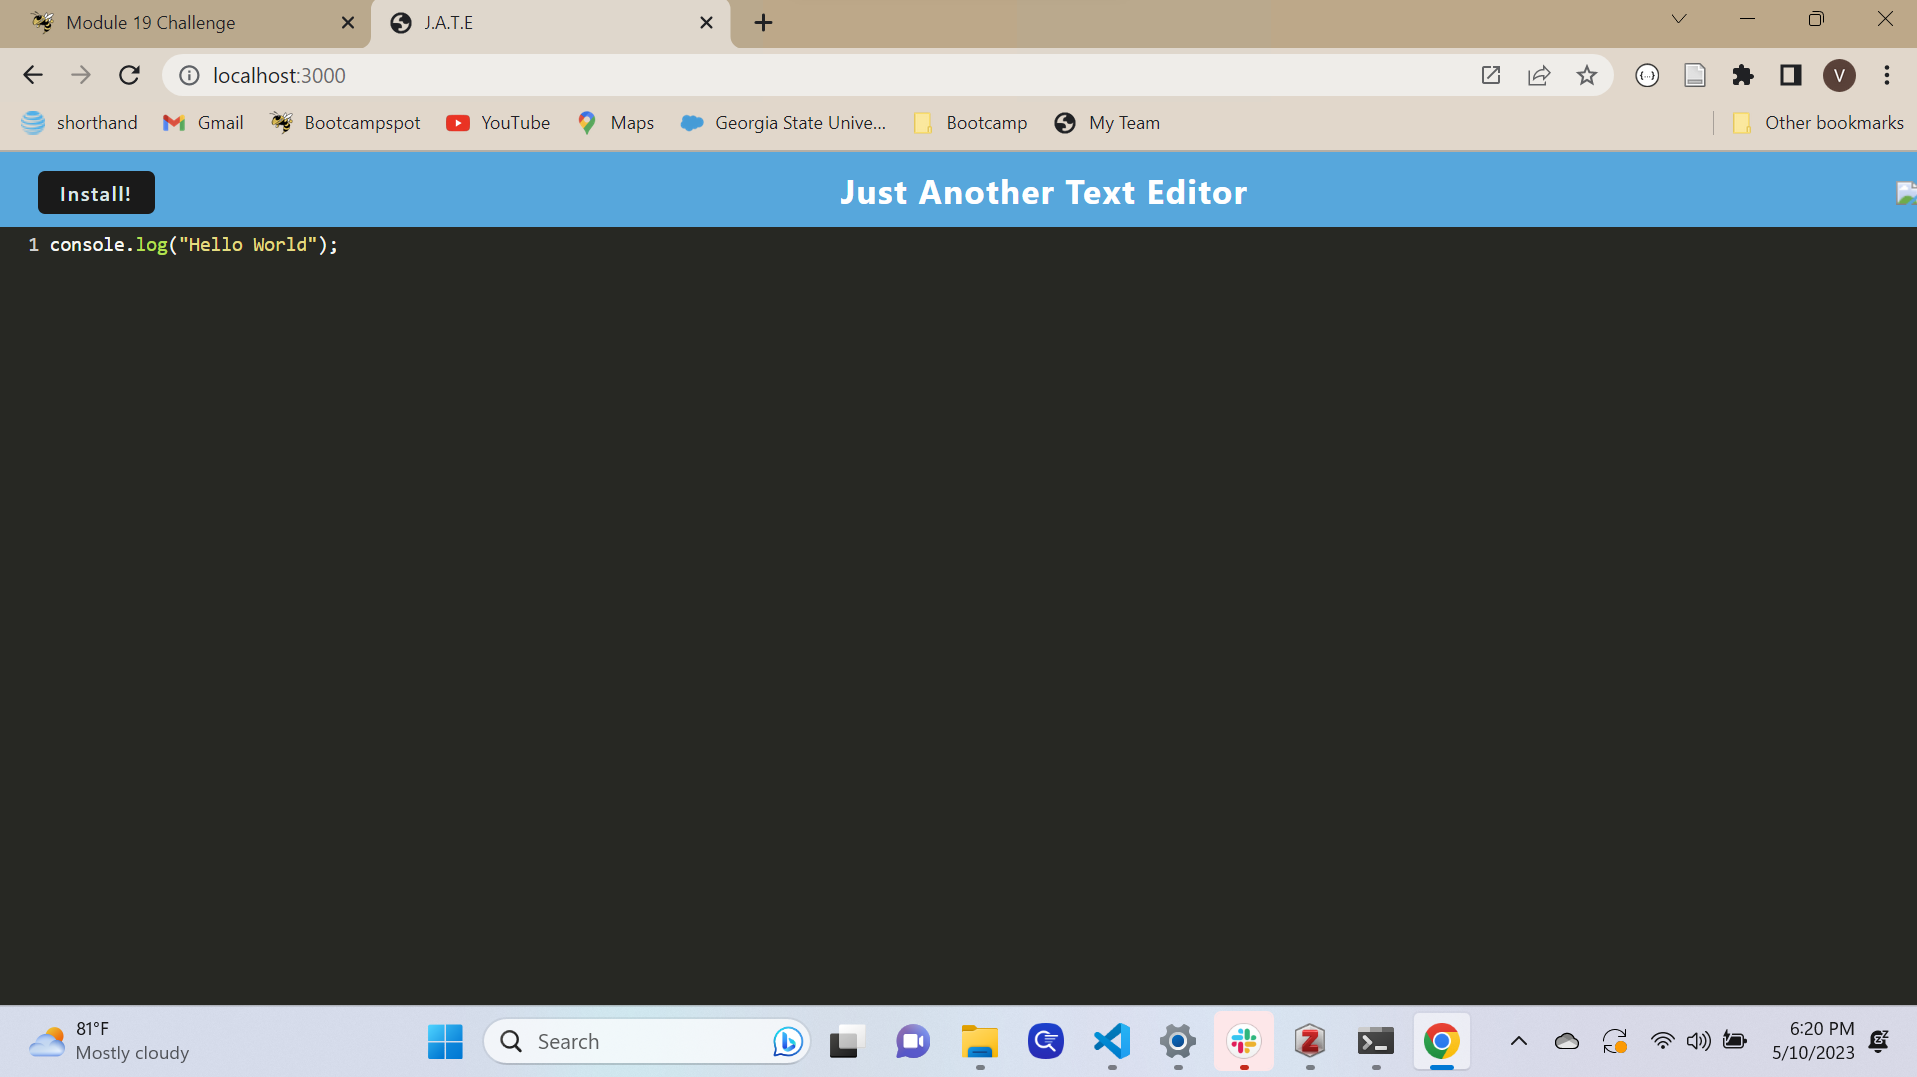 Module 19 Challenge
J.A.T.E
localhost:3000
V
shorthand
Gmail
Bootcampspot
YouTube
Maps
Georgia State Unive...
Bootcamp
My Team
Other bookmarks
Install!
Just Another Text Editor
1 console.log("Hello World");
81°F
Mostly cloudy
Search
6:20 PM
5/10/2023